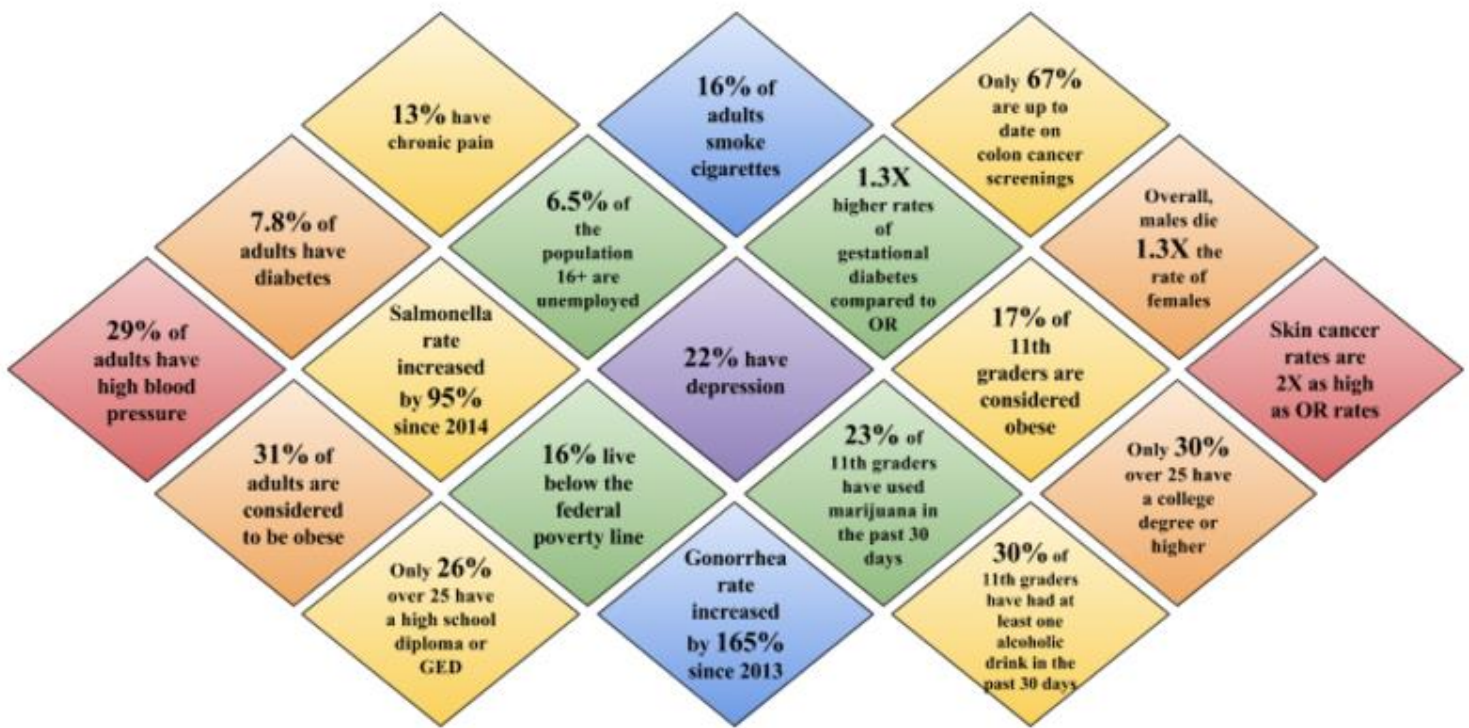 13% have
chronic pain
16% of
adults
smoke
cigarettes
Only 67%
are up to
date on
colon cancer
screenings
7.8% of
adults have
diabetes
6.5% of
the
population
16+ are
unemployed
1.3X
higher rates
of
gestational
diabetes
compared to
OR
Overall,
males die
1.3X the
rate of
females
29% of
adults have
high blood
pressure
Salmonella
rate
increased
by 95%
since 2014
22% have
depression
17% of
11th
graders are
considered
obese
Skin cancer
rates are
2X as high
as OR rates
31% of
adults are
considered
to be obese
16% live
below the
federal
poverty line
23% of
11th graders
have used
marijuana in
the past 30
days
Only 30%
over 25 have
a college
degree or
higher
Only 26%
over 25 have
a high school
diploma or
GED
Gonorrhea
rate
increased
by 165%
since 2013
30% of
11th graders
have had at
least one
alcoholic
drink in the
past 30 days